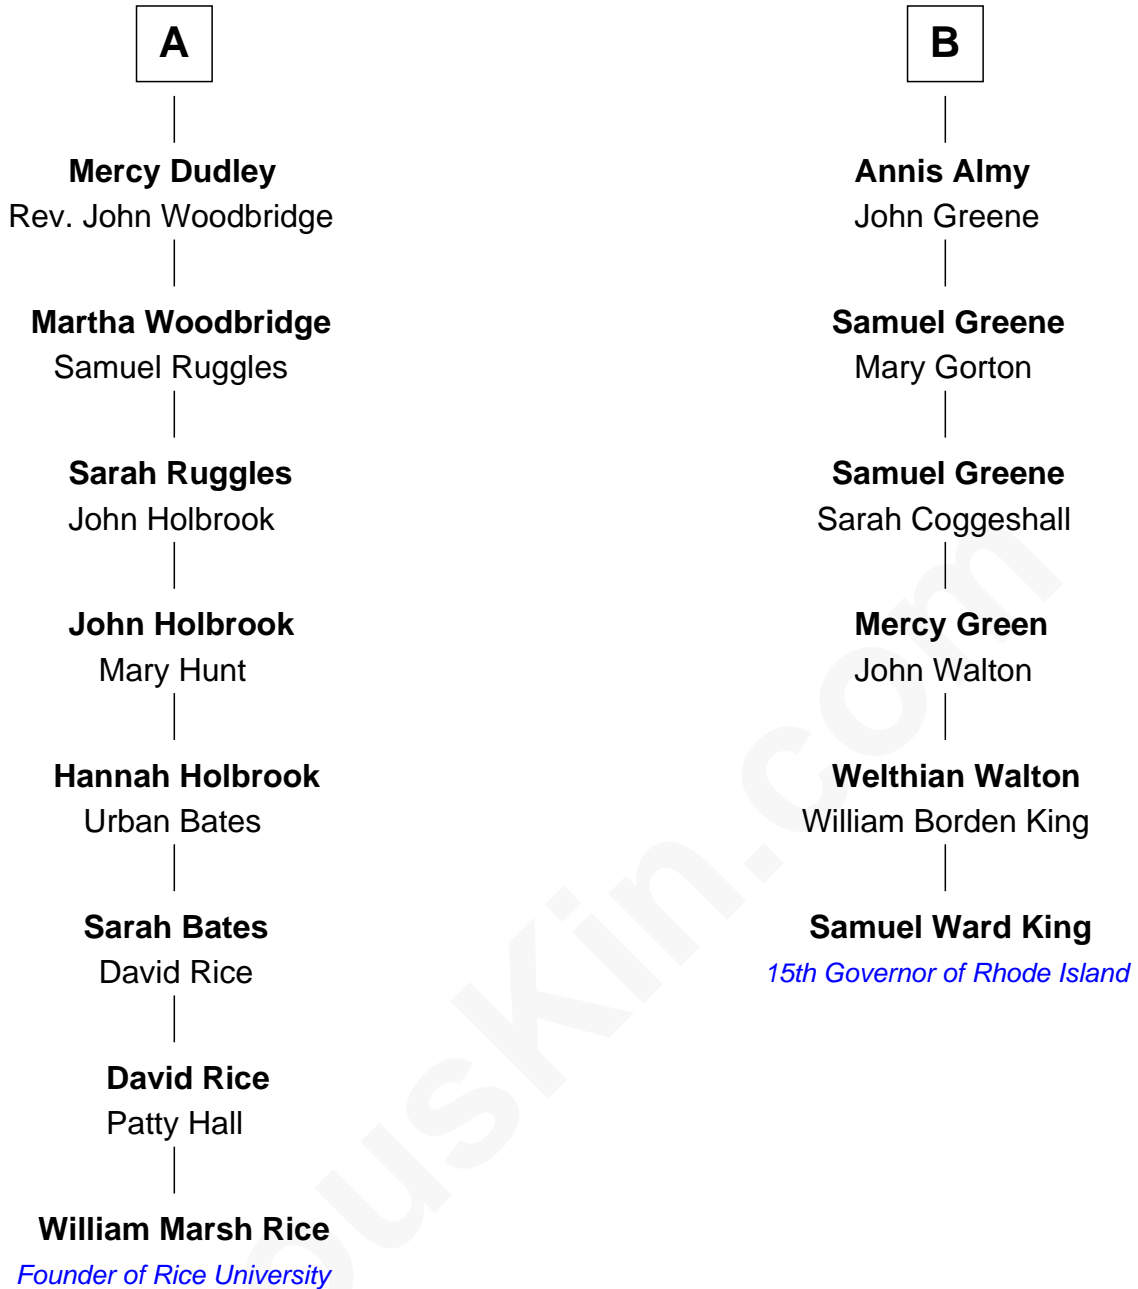 A
Mercy Dudley
Rev. John Woodbridge
Martha Woodbridge
Samuel Ruggles
Sarah Ruggles
John Holbrook
John Holbrook
Mary Hunt
Hannah Holbrook
Urban Bates
Sarah Bates
David Rice
David Rice
Patty Hall
William Marsh Rice
Founder of Rice University
B
Annis Almy
John Greene
Samuel Greene
Mary Gorton
Samuel Greene
Sarah Coggeshall
Mercy Green
John Walton
Welthian Walton
William Borden King
Samuel Ward King
15th Governor of Rhode Island
ousKin.com